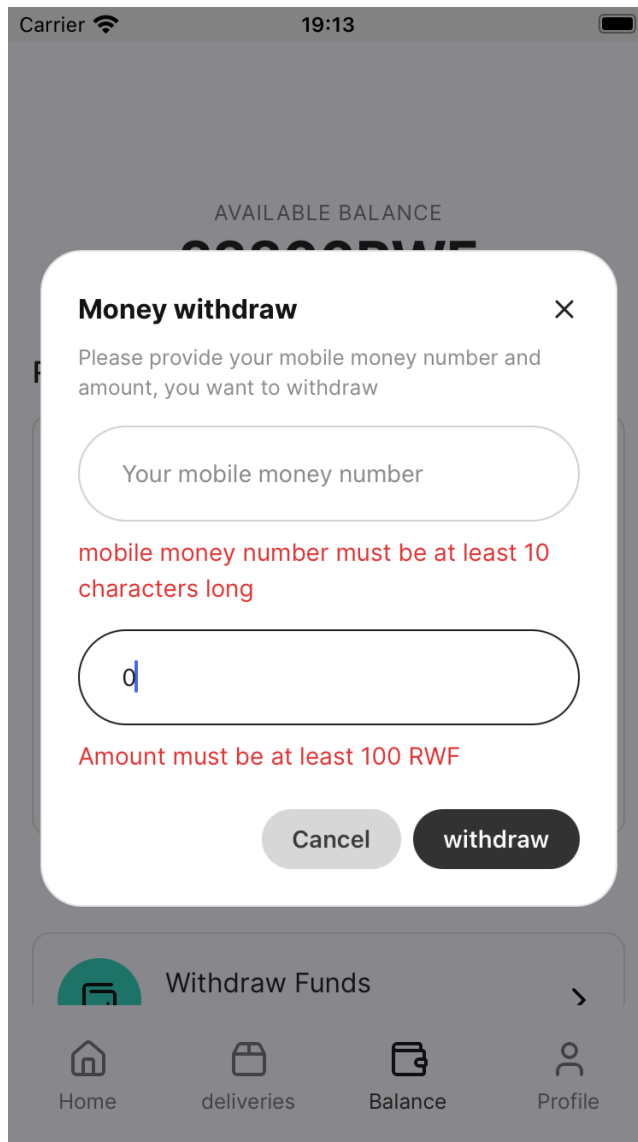 Carrier
19:13
AVAILABLE BALANCE
Money withdraw
Please provide your mobile money number and
amount, you want to withdraw
Your mobile money number
mobile money number must be at least 10
characters long
0
Amount must be at least 100 RWF
Cancel
withdraw
Withdraw Funds
Home
deliveries
Balance
Profile